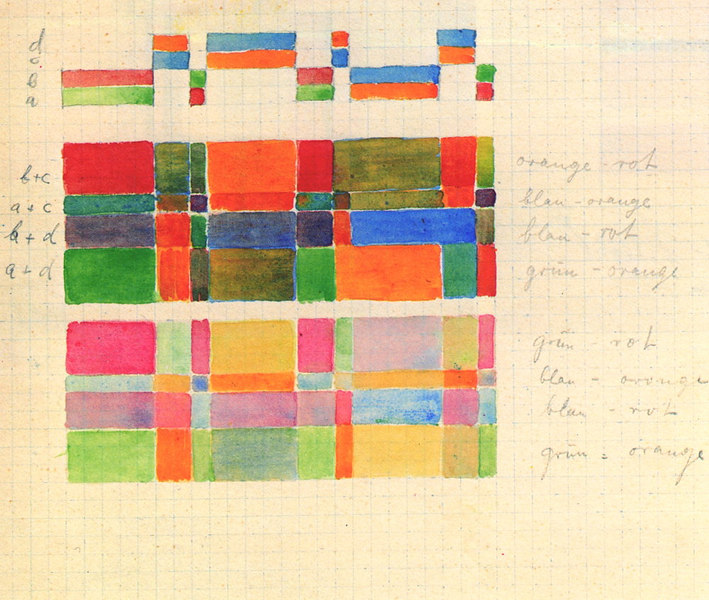 d
c
b
a
b+c
a+c
b+d
a+d
orange-rot
blau-orange
blau-rot
grün-orange
grün-rot
blau-orange
blau-rot
grün=orange